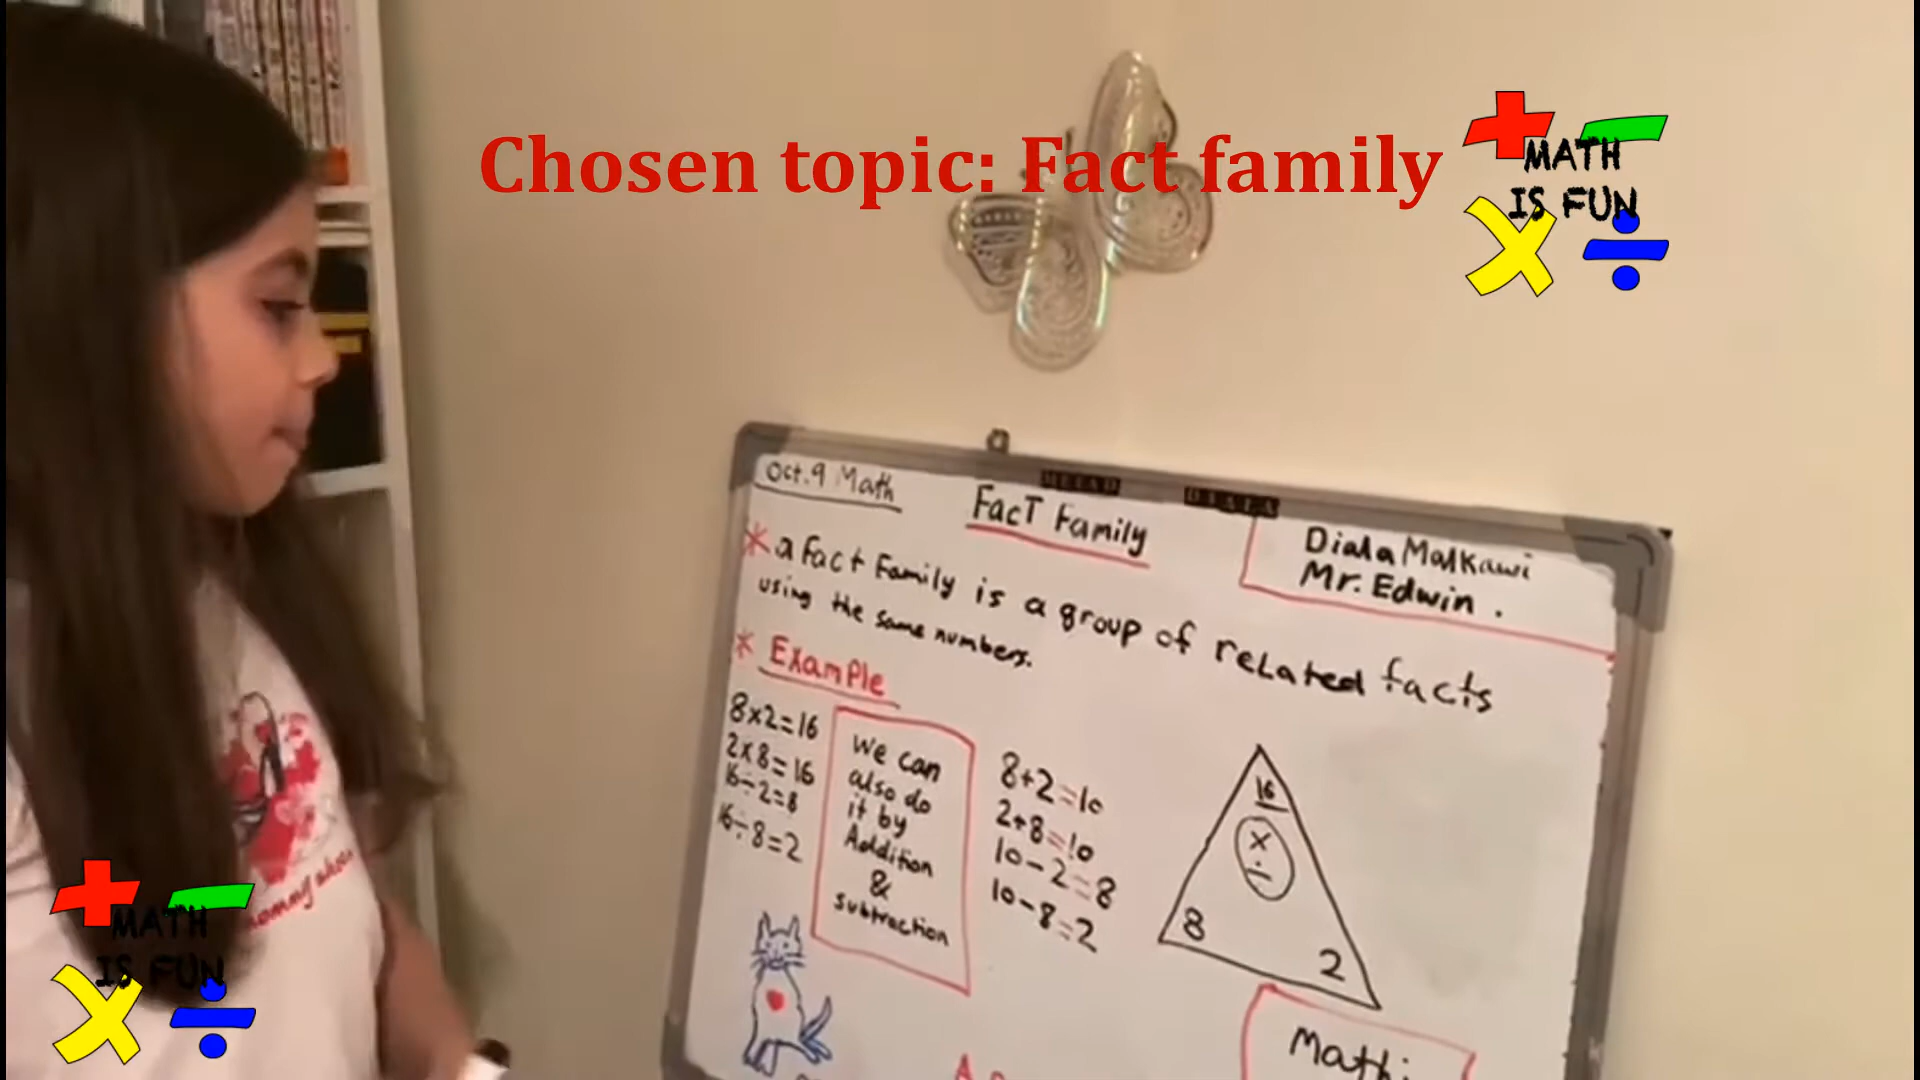 Chosen topic: Fact family
MATH
IS FUN
Oct.9 Math
FacT Family
Diala Malkawi
Mr. Edwin .
* a Fact Family is a group of reLated facts
using the same numbers.
* ExamPle
8x2=16
2x8=16
16÷2=8
16÷8=2
we can
also do
it by
Addition
&
subtraction
8+2=10
2+8=10
10-2=8
10-8=2
16
x
÷
8
2
MATH
IS FUN